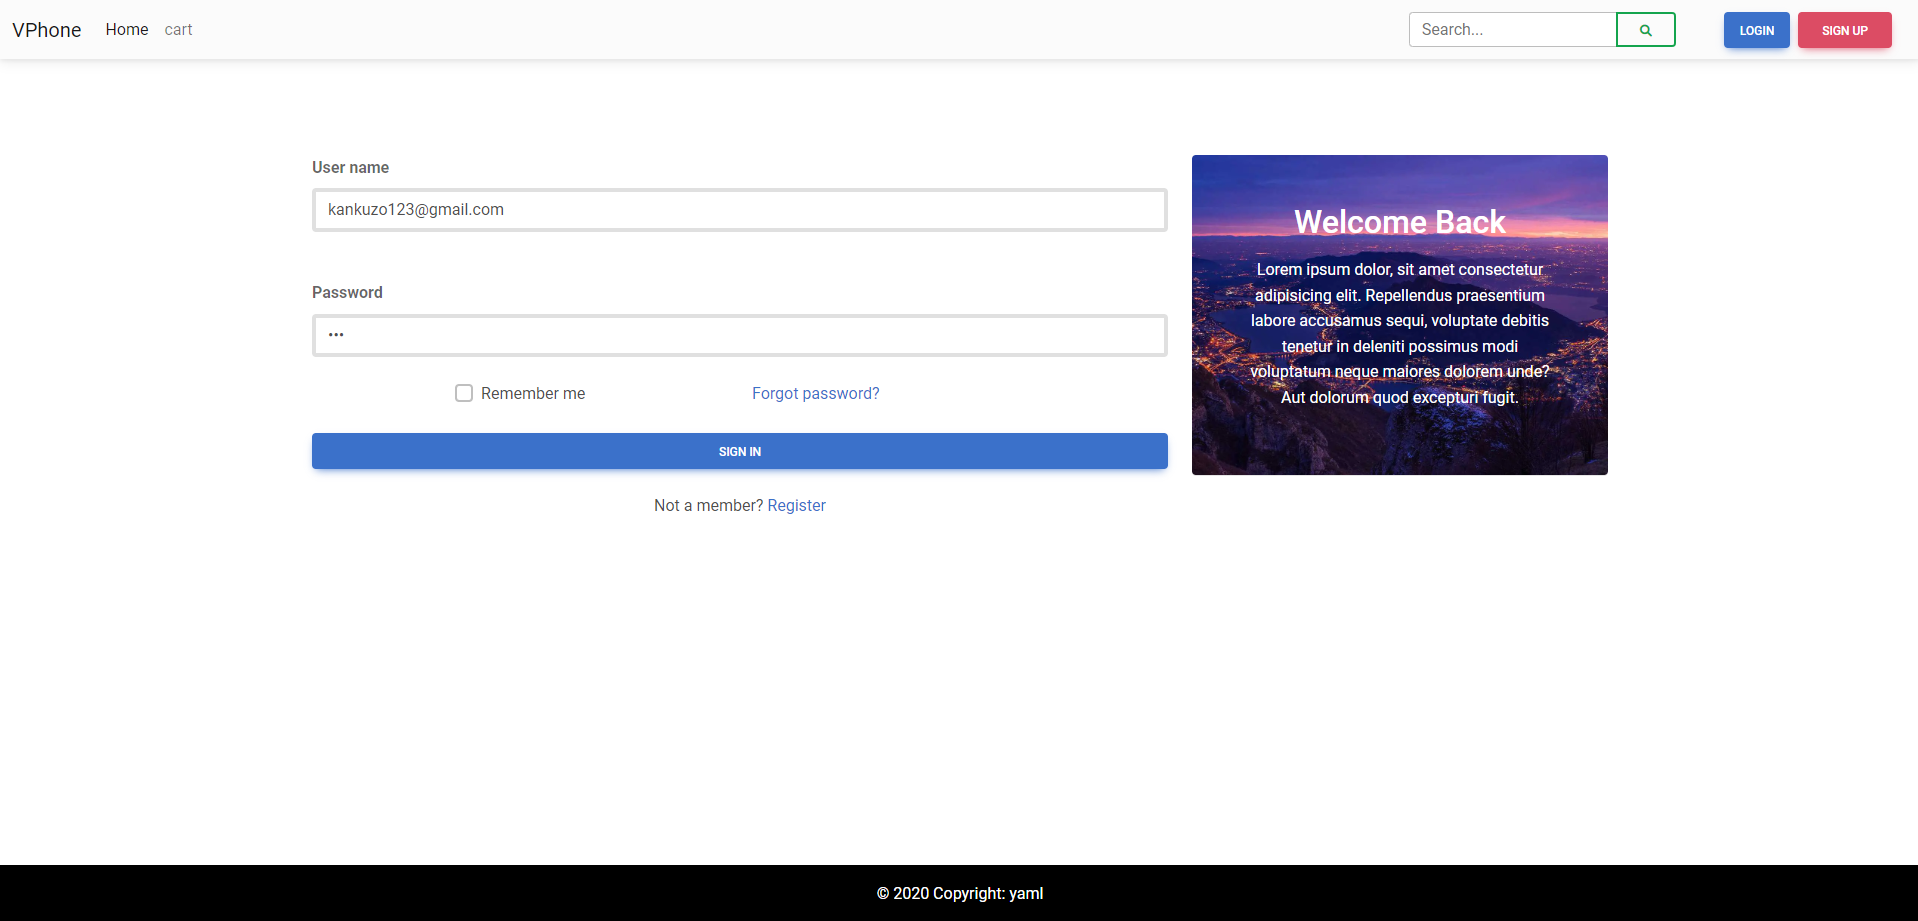 VPhone Home cart Search... LOGIN SIGN UP
User name
kankuzo123@gmail.com
Password
•••
Remember me Forgot password?
SIGN IN
Not a member? Register
Welcome Back
Lorem ipsum dolor, sit amet consectetur
adipisicing elit. Repellendus praesentium
labore accusamus sequi, voluptate debitis
tenetur in deleniti possimus modi
voluptatum neque maiores dolorem unde?
Aut dolorum quod excepturi fugit.
© 2020 Copyright: yaml